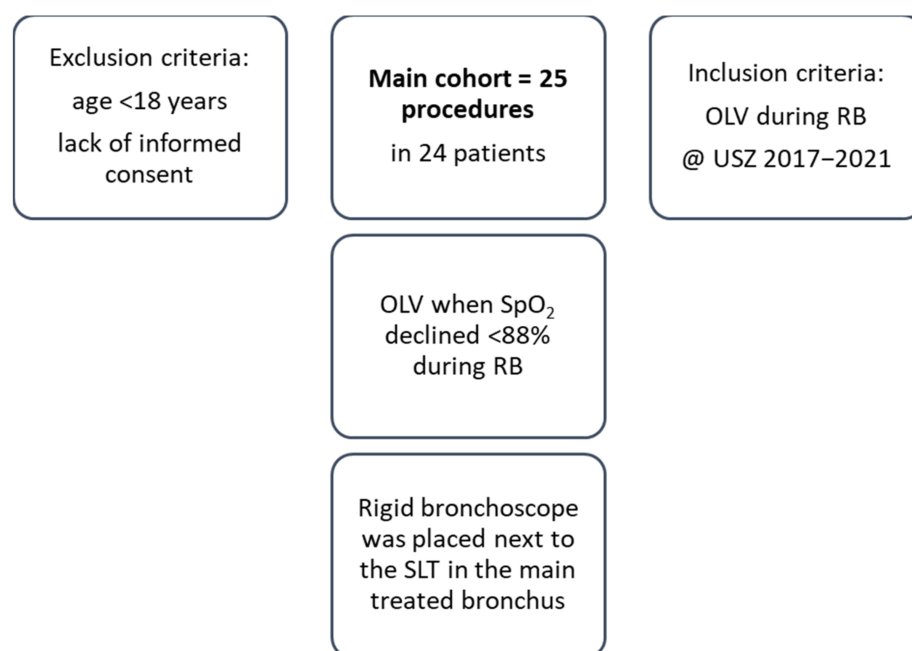 Exclusion criteria:
age <18 years
lack of informed
consent
Main cohort = 25
procedures
in 24 patients
Inclusion criteria:
OLV during RB
@ USZ 2017–2021
OLV when SpO₂
declined <88%
during RB
Rigid bronchoscope
was placed next to
the SLT in the main
treated bronchus